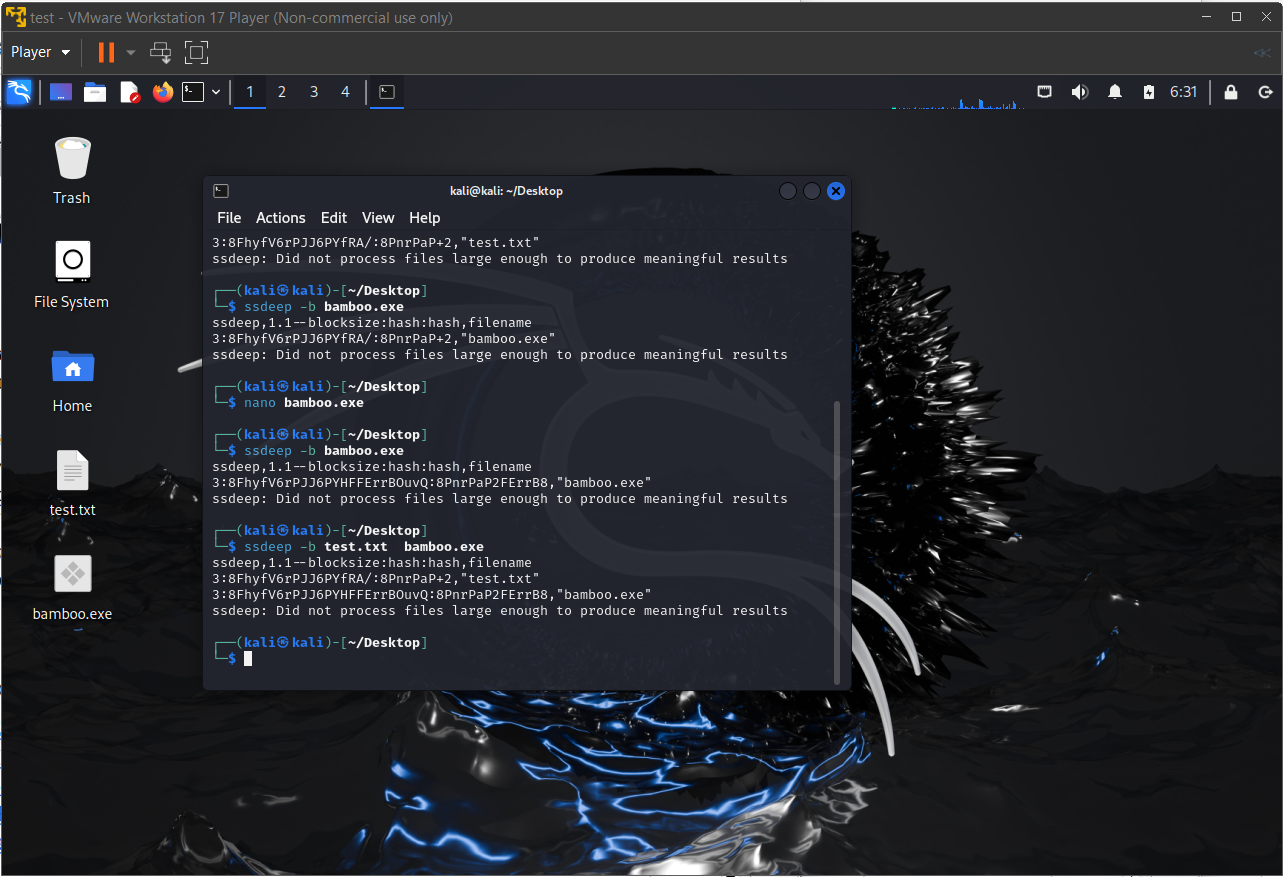 test - VMware Workstation 17 Player (Non-commercial use only)
Player
1 2 3 4
6:31
Trash
File System
Home
test.txt
bamboo.exe
kali@kali: ~/Desktop
File Actions Edit View Help
3:8FhyfV6rPJJ6PYfRA/:8PnrPaP+2,"test.txt"
ssdeep: Did not process files large enough to produce meaningful results
┌──(kali㉿kali)-[~/Desktop]
└─$ ssdeep -b bamboo.exe
ssdeep,1.1--blocksize:hash:hash,filename
3:8FhyfV6rPJJ6PYfRA/:8PnrPaP+2,"bamboo.exe"
ssdeep: Did not process files large enough to produce meaningful results
┌──(kali㉿kali)-[~/Desktop]
└─$ nano bamboo.exe
┌──(kali㉿kali)-[~/Desktop]
└─$ ssdeep -b bamboo.exe
ssdeep,1.1--blocksize:hash:hash,filename
3:8FhyfV6rPJJ6PYHFFErrBOuvQ:8PnrPaP2FErrB8,"bamboo.exe"
ssdeep: Did not process files large enough to produce meaningful results
┌──(kali㉿kali)-[~/Desktop]
└─$ ssdeep -b test.txt  bamboo.exe
ssdeep,1.1--blocksize:hash:hash,filename
3:8FhyfV6rPJJ6PYfRA/:8PnrPaP+2,"test.txt"
3:8FhyfV6rPJJ6PYHFFErrBOuvQ:8PnrPaP2FErrB8,"bamboo.exe"
ssdeep: Did not process files large enough to produce meaningful results
┌──(kali㉿kali)-[~/Desktop]
└─$